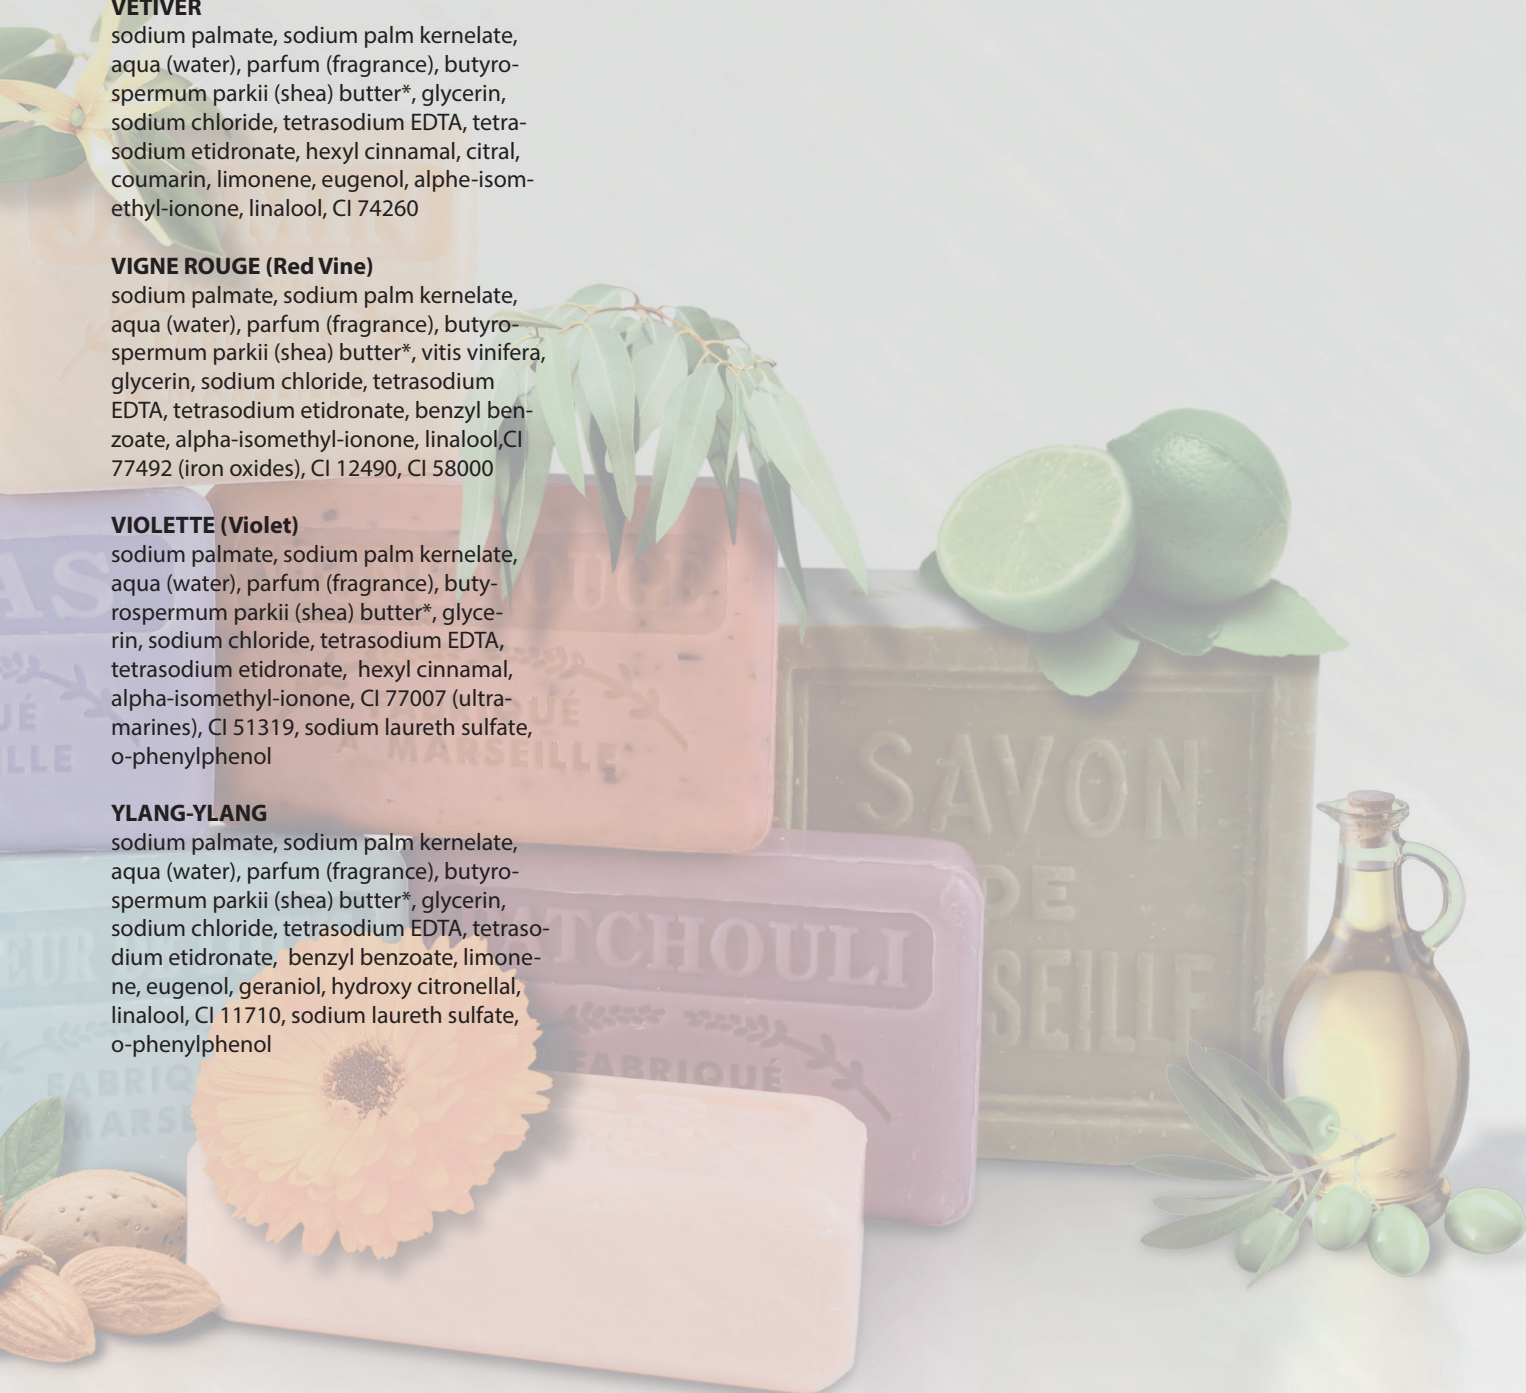 VETIVER
sodium palmate, sodium palm kernelate,
aqua (water), parfum (fragrance), butyro-
spermum parkii (shea) butter*, glycerin,
sodium chloride, tetrasodium EDTA, tetra-
sodium etidronate, hexyl cinnamal, citral,
coumarin, limonene, eugenol, alphe-isom-
ethyl-ionone, linalool, CI 74260
VIGNE ROUGE (Red Vine)
sodium palmate, sodium palm kernelate,
aqua (water), parfum (fragrance), butyro-
spermum parkii (shea) butter*, vitis vinifera,
glycerin, sodium chloride, tetrasodium
EDTA, tetrasodium etidronate, benzyl ben-
zoate, alpha-isomethyl-ionone, linalool,CI
77492 (iron oxides), CI 12490, CI 58000
VIOLETTE (Violet)
sodium palmate, sodium palm kernelate,
aqua (water), parfum (fragrance), buty-
rospermum parkii (shea) butter*, glyce-
rin, sodium chloride, tetrasodium EDTA,
tetrasodium etidronate,  hexyl cinnamal,
alpha-isomethyl-ionone, CI 77007 (ultra-
marines), CI 51319, sodium laureth sulfate,
o-phenylphenol
YLANG-YLANG
sodium palmate, sodium palm kernelate,
aqua (water), parfum (fragrance), butyro-
spermum parkii (shea) butter*, glycerin,
sodium chloride, tetrasodium EDTA, tetraso-
dium etidronate,  benzyl benzoate, limone-
ne, eugenol, geraniol, hydroxy citronellal,
linalool, CI 11710, sodium laureth sulfate,
o-phenylphenol
ROUGE
FABRIQUÉ
À MARSEILLE
ATCHOULI
FABRIQUÉ
SAVON
DE
SEILLE